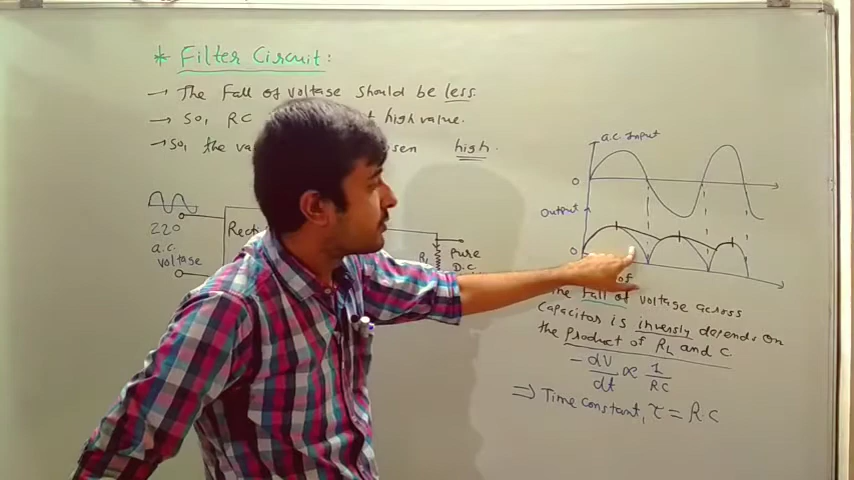 * Filter Circuit:
→ The Fall of voltage should be less.
→ So, RC high value.
→ So, the high.
220
a.c.
voltage
Rect
RL
Pure
D.C
a.c. Input
0
Output
0
of
The Fall of voltage across
Capacitor is inversly depends on
the product of RL and C.
- dV/dt ∝ 1/RC
⇒ Time constant, τ = R.C